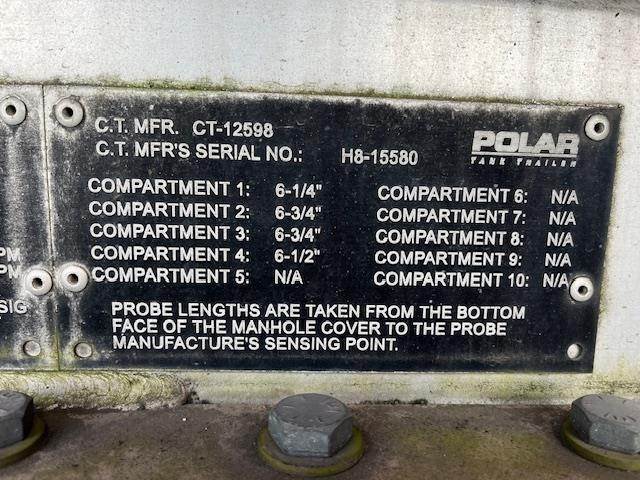 C.T. MFR. CT-12598
C.T. MFR'S SERIAL NO.: H8-15580
POLAR
TANK TRAILER
COMPARTMENT 1: 6-1/4" COMPARTMENT 6: N/A
COMPARTMENT 2: 6-3/4" COMPARTMENT 7: N/A
COMPARTMENT 3: 6-3/4" COMPARTMENT 8: N/A
COMPARTMENT 4: 6-1/2" COMPARTMENT 9: N/A
COMPARTMENT 5: N/A COMPARTMENT 10: N/A
PROBE LENGTHS ARE TAKEN FROM THE BOTTOM
FACE OF THE MANHOLE COVER TO THE PROBE
MANUFACTURE'S SENSING POINT.
PM
PM
SIG